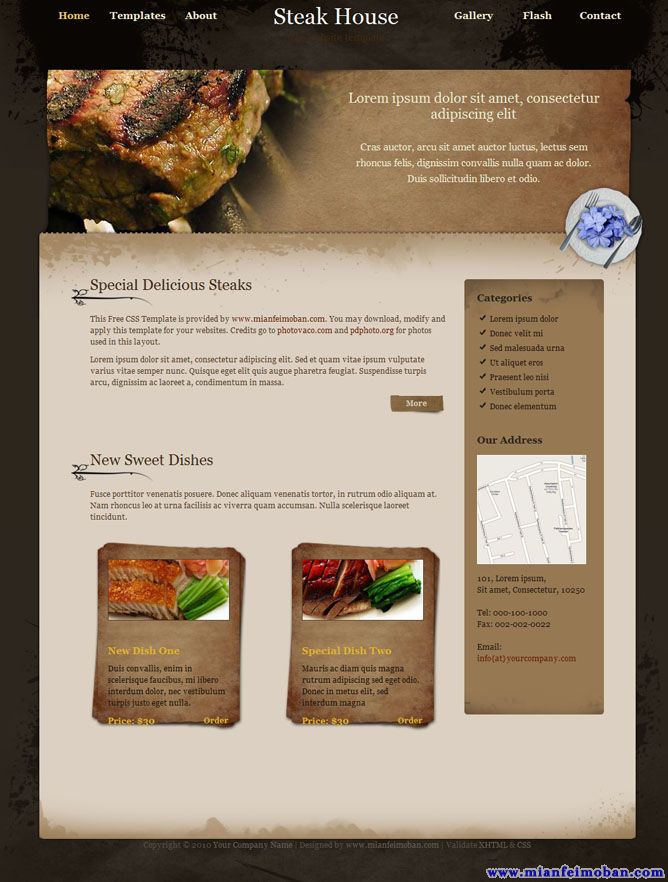 Home Templates About Steak House Gallery Flash Contact
Lorem ipsum dolor sit amet, consectetur
adipiscing elit
Cras auctor, arcu sit amet auctor luctus, lectus sem
rhoncus felis, dignissim convallis nulla quam ac dolor.
Duis sollicitudin libero et odio.
Special Delicious Steaks
This Free CSS Template is provided by www.mianfeimoban.com. You may download, modify and
apply this template for your websites. Credits go to photovaco.com and pdphoto.org for photos
used in this layout.
Lorem ipsum dolor sit amet, consectetur adipiscing elit. Sed et quam vitae ipsum vulputate
varius vitae semper nunc. Quisque eget elit quis augue pharetra feugiat. Suspendisse turpis
arcu, dignissim ac laoreet a, condimentum in massa.
More
New Sweet Dishes
Fusce porttitor venenatis posuere. Donec aliquam venenatis tortor, in rutrum odio aliquam at.
Nam rhoncus leo at urna facilisis ac viverra quam accumsan. Nulla scelerisque laoreet
tincidunt.
New Dish One
Duis convallis, enim in
scelerisque faucibus, mi libero
interdum dolor, nec vestibulum
turpis justo eget nulla.
Price: $30 Order
Special Dish Two
Mauris ac diam quis magna
rutrum adipiscing sed eget odio.
Donec in metus elit, sed
interdum magna
Price: $30 Order
Categories
Lorem ipsum dolor
Donec velit mi
Sed malesuada urna
Ut aliquet eros
Praesent leo nisi
Vestibulum porta
Donec elementum
Our Address
101, Lorem ipsum,
Sit amet, Consectetur, 10250
Tel: 000-100-1000
Fax: 002-002-0022
Email:
info{at}yourcompany.com
Copyright © 2010 Your Company Name | Designed by www.mianfeimoban.com | Validate XHTML & CSS
www.mianfeimoban.com